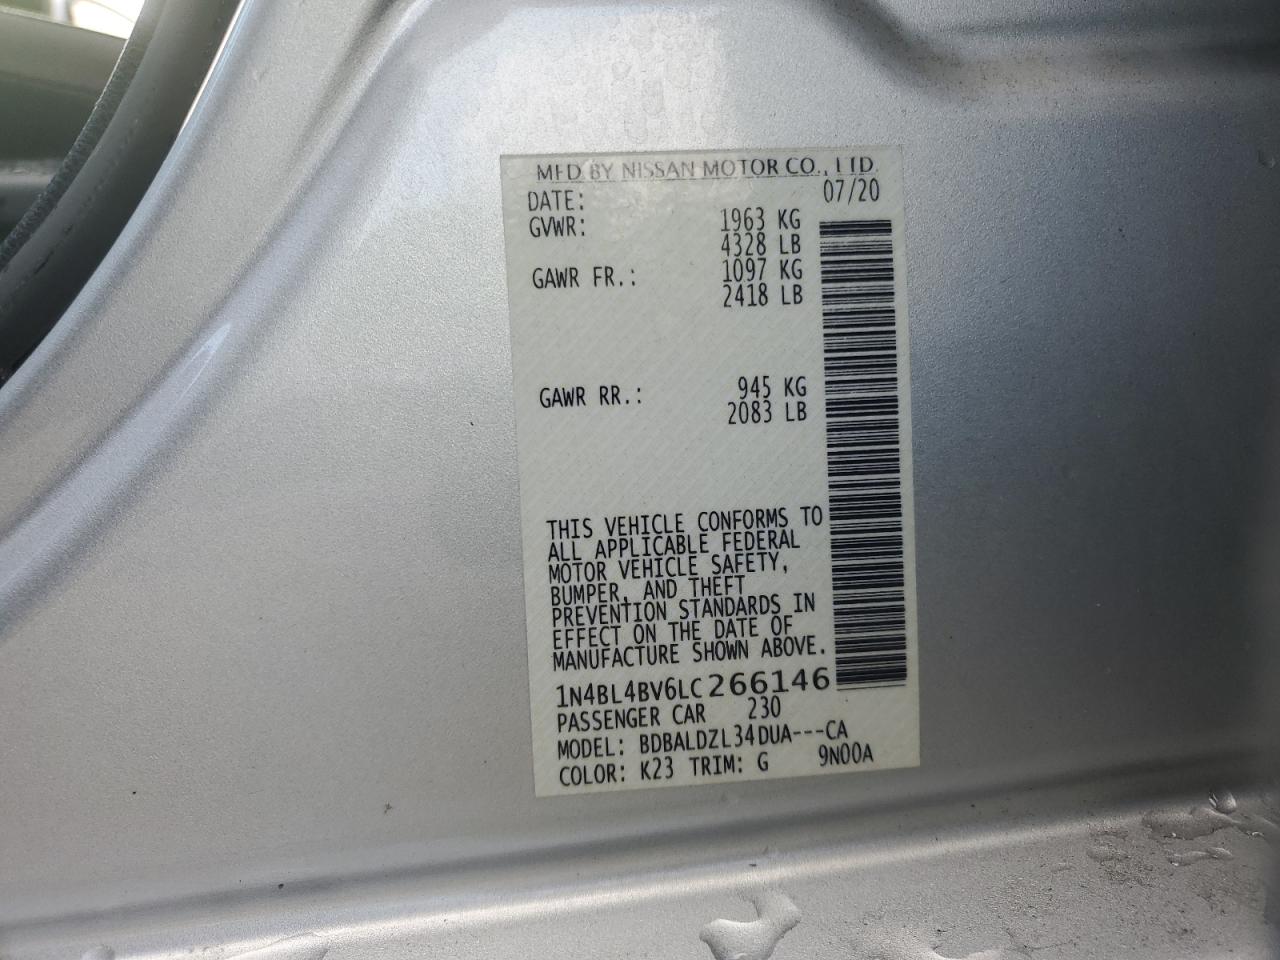 MFD BY NISSAN MOTOR CO., LTD.
DATE: 07/20
GVWR: 1963 KG
4328 LB
GAWR FR.: 1097 KG
2418 LB
GAWR RR.: 945 KG
2083 LB
THIS VEHICLE CONFORMS TO
ALL APPLICABLE FEDERAL
MOTOR VEHICLE SAFETY,
BUMPER, AND THEFT
PREVENTION STANDARDS IN
EFFECT ON THE DATE OF
MANUFACTURE SHOWN ABOVE.
1N4BL4BV6LC266146
PASSENGER CAR 230
MODEL: BDBALDZL34DUA---CA
COLOR: K23 TRIM: G 9N00A